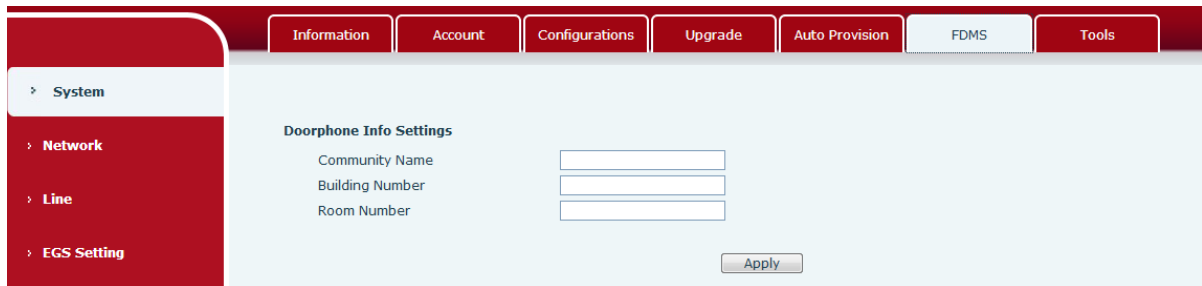 Information Account Configurations Upgrade Auto Provision FDMS Tools
System
Network
Line
EGS Setting
Doorphone Info Settings
Community Name
Building Number
Room Number
Apply